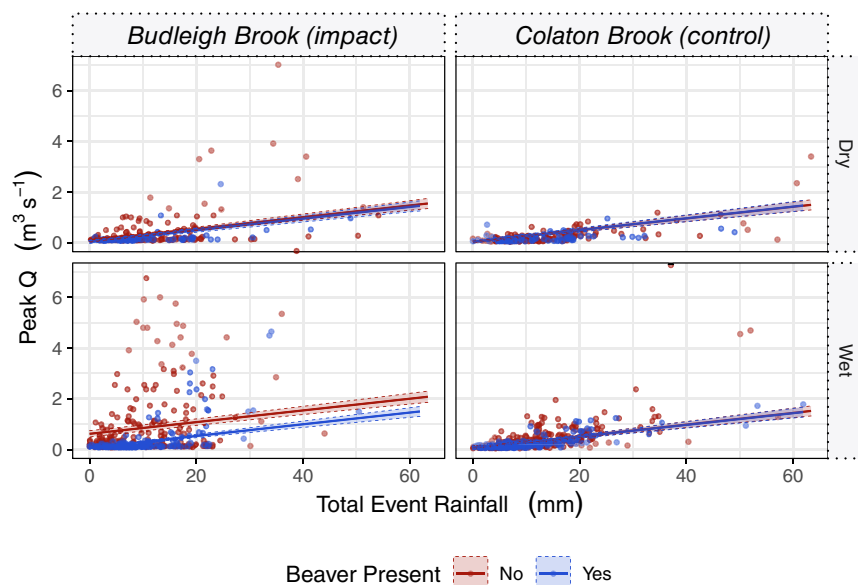 Budleigh Brook (impact) Colaton Brook (control)
Peak Q (m³ s⁻¹)
6
4
2
0
Dry
6
4
2
0
Wet
0 20 40 60 0 20 40 60
Total Event Rainfall (mm)
Beaver Present No Yes